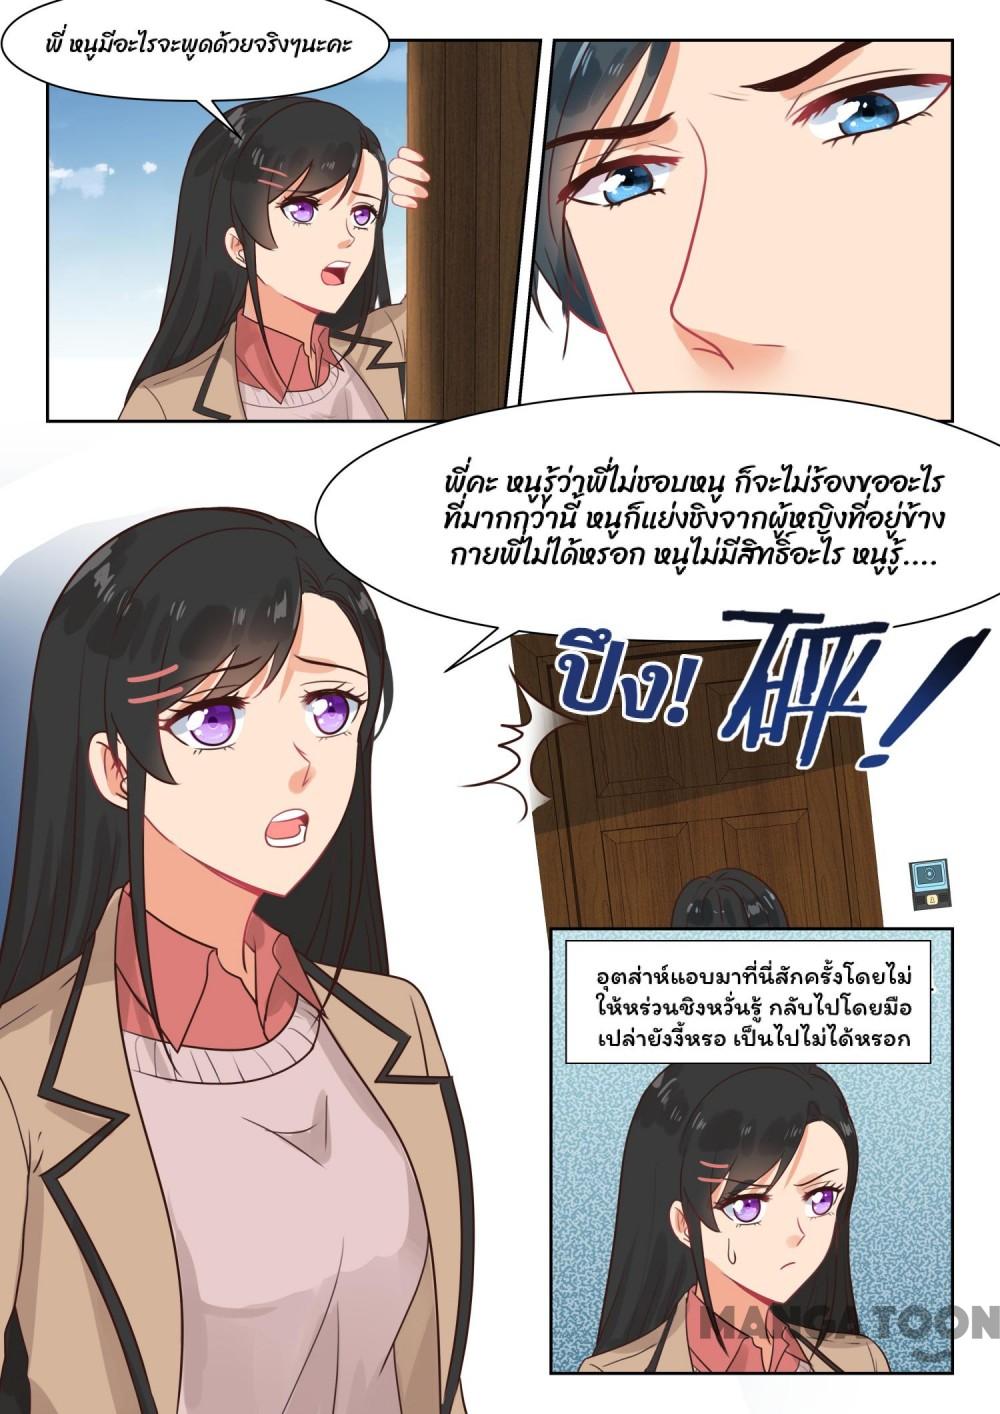 พี่ หนูมีอะไรจะพูดด้วยจริงๆนะคะ
พี่คะ หนูรู้ว่าพี่ไม่ชอบหนู ก็จะไม่ร้องขออะไร
ที่มากกว่านี้ หนูก็แย่งชิงจากผู้หญิงที่อยู่ข้าง
กายพี่ไม่ได้หรอก หนูไม่มีสิทธิ์อะไร หนูรู้....
ปึง! 砰!
อุตส่าห์แอบมาที่นี่สักครั้งโดยไม่
ให้หร่วนซิงหวั่นรู้ กลับไปโดยมือ
เปล่ายังงี้หรอ เป็นไปไม่ได้หรอก
MANGATOON